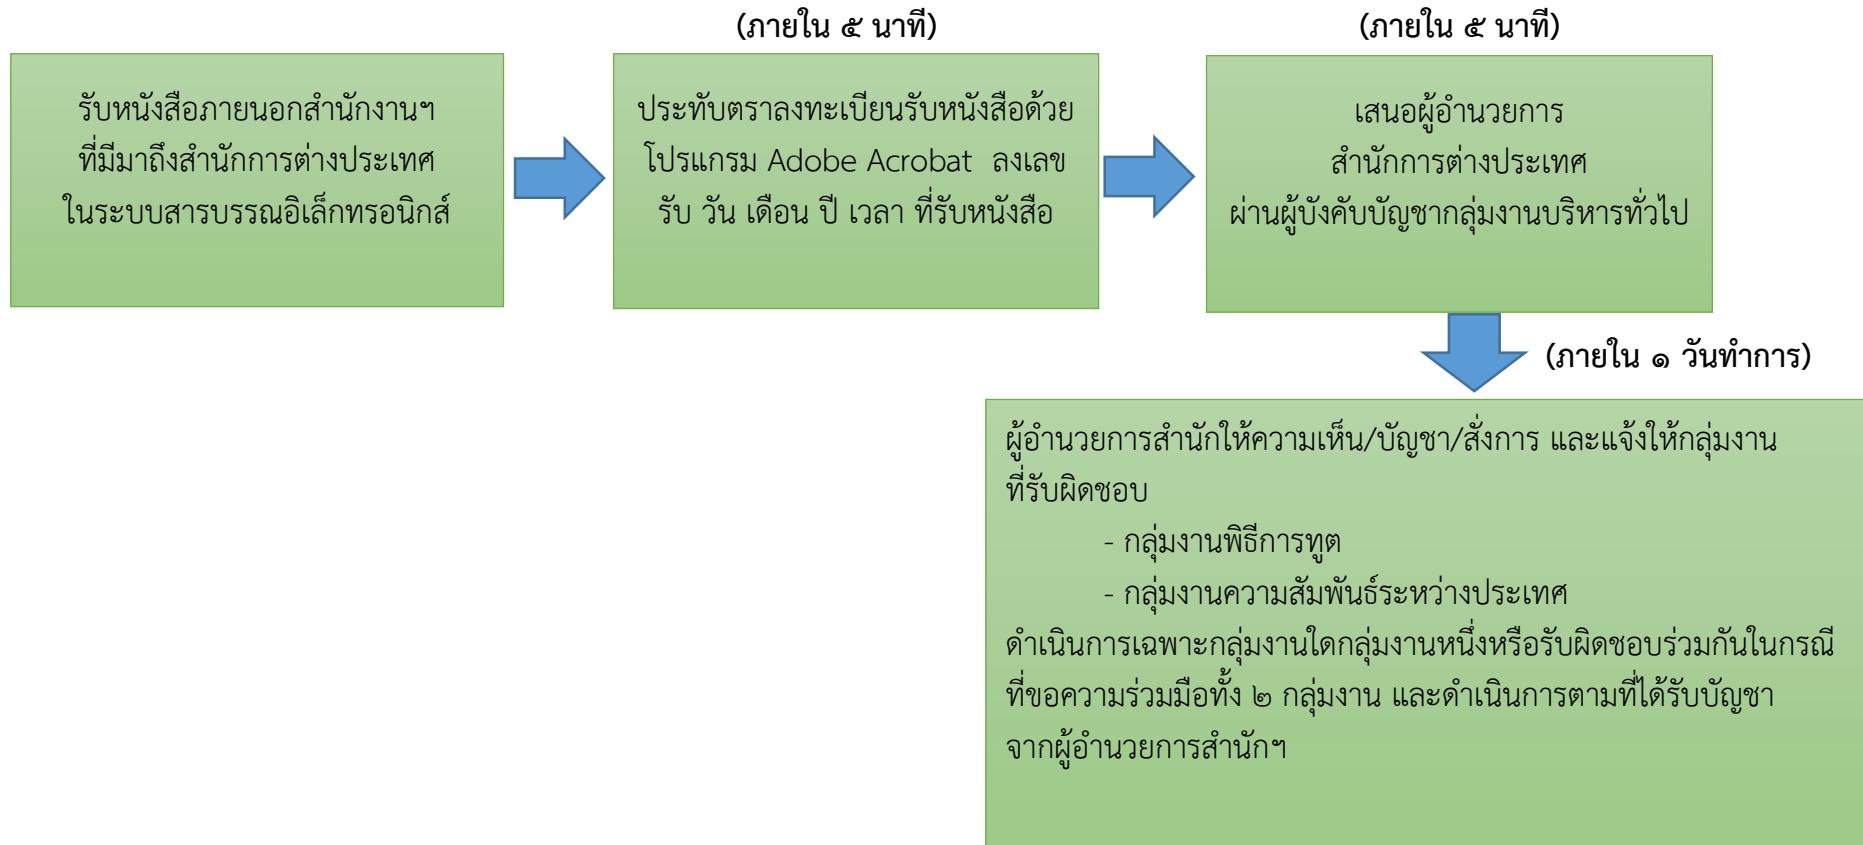 (ภายใน ๕ นาที)
(ภายใน ๕ นาที)
รับหนังสือภายนอกสำนักงานฯ
ที่มีมาถึงสำนักการต่างประเทศ
ในระบบสารบรรณอิเล็กทรอนิกส์
ประทับตราลงทะเบียนรับหนังสือด้วย
โปรแกรม Adobe Acrobat ลงเลข
รับ วัน เดือน ปี เวลา ที่รับหนังสือ
เสนอผู้อำนวยการ
สำนักการต่างประเทศ
ผ่านผู้บังคับบัญชากลุ่มงานบริหารทั่วไป
(ภายใน ๑ วันทำการ)
ผู้อำนวยการสำนักให้ความเห็น/บัญชา/สั่งการ และแจ้งให้กลุ่มงาน
ที่รับผิดชอบ
- กลุ่มงานพิธีการทูต
- กลุ่มงานความสัมพันธ์ระหว่างประเทศ
ดำเนินการเฉพาะกลุ่มงานใดกลุ่มงานหนึ่งหรือรับผิดชอบร่วมกันในกรณี
ที่ขอความร่วมมือทั้ง ๒ กลุ่มงาน และดำเนินการตามที่ได้รับบัญชา
จากผู้อำนวยการสำนักฯ